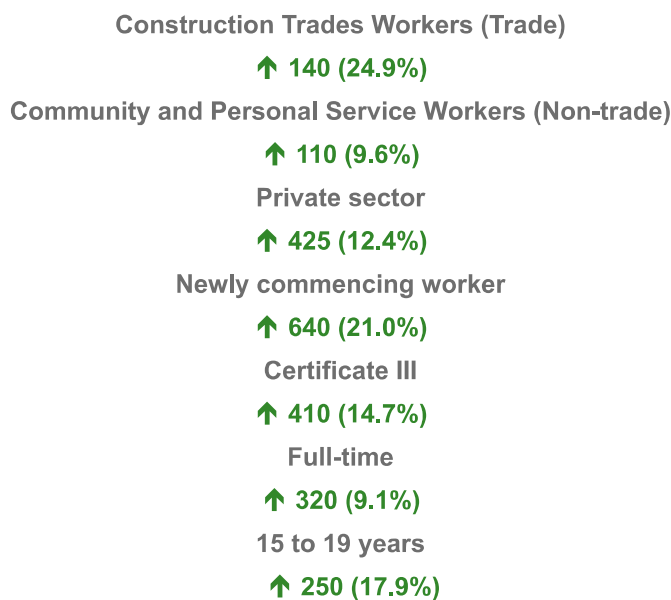 Construction Trades Workers (Trade)
↑ 140 (24.9%)
Community and Personal Service Workers (Non-trade)
↑ 110 (9.6%)
Private sector
↑ 425 (12.4%)
Newly commencing worker
↑ 640 (21.0%)
Certificate III
↑ 410 (14.7%)
Full-time
↑ 320 (9.1%)
15 to 19 years
↑ 250 (17.9%)